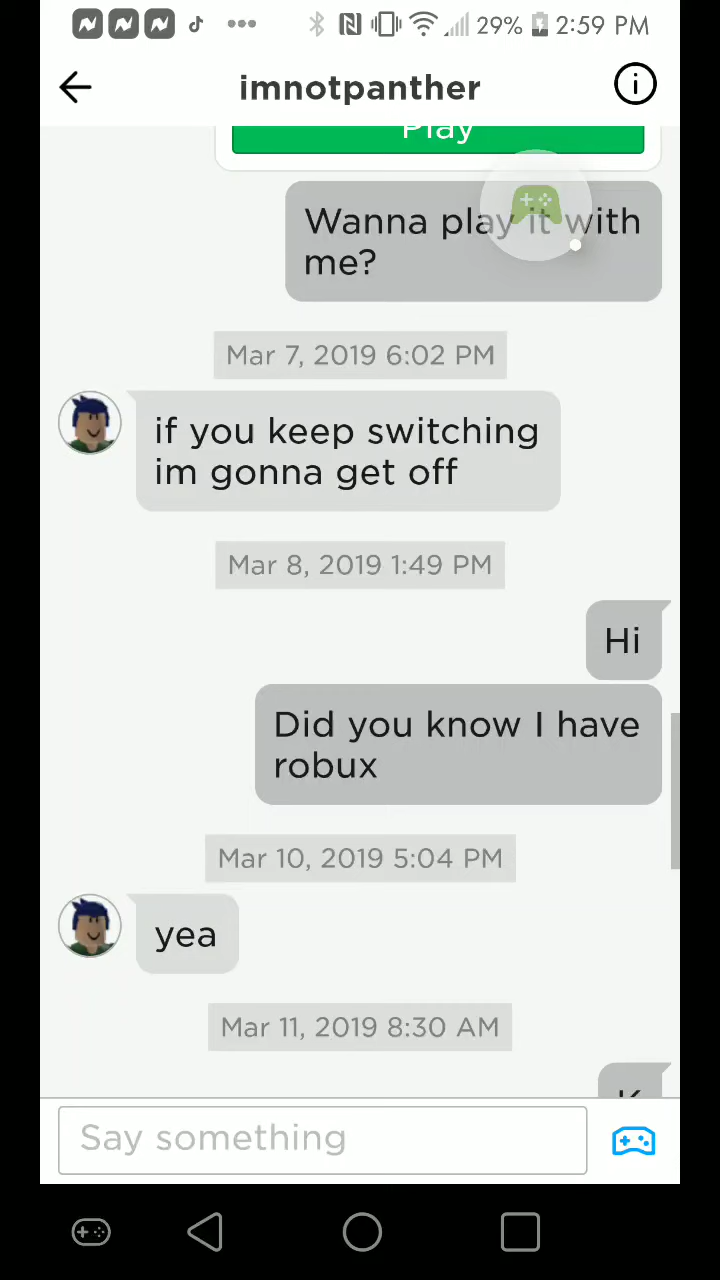 29% 2:59 PM
imnotpanther
Play
Wanna play it with
me?
Mar 7, 2019 6:02 PM
if you keep switching
im gonna get off
Mar 8, 2019 1:49 PM
Hi
Did you know I have
robux
Mar 10, 2019 5:04 PM
yea
Mar 11, 2019 8:30 AM
Say something